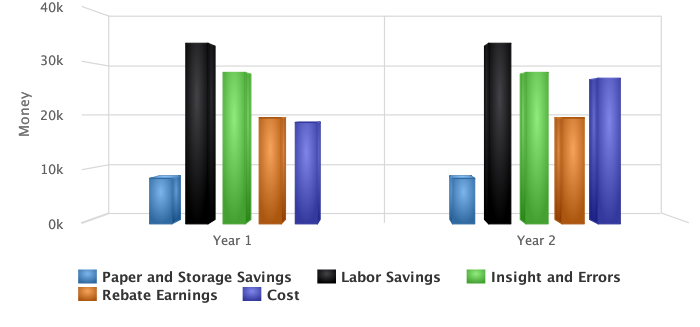 40k
30k
20k
10k
0k
Money
Year 1 Year 2
Paper and Storage Savings Labor Savings Insight and Errors
Rebate Earnings Cost